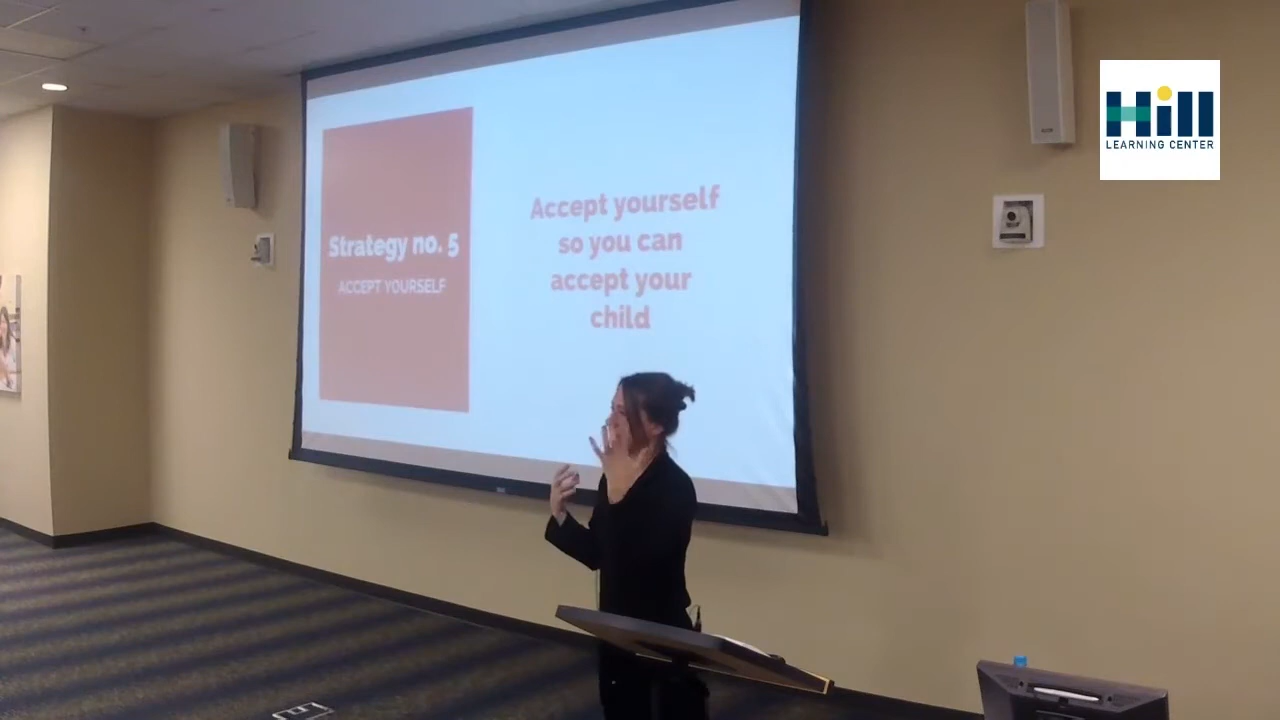 Strategy no. 5
ACCEPT YOURSELF
Accept yourself
so you can
accept your
child
Hill
LEARNING CENTER